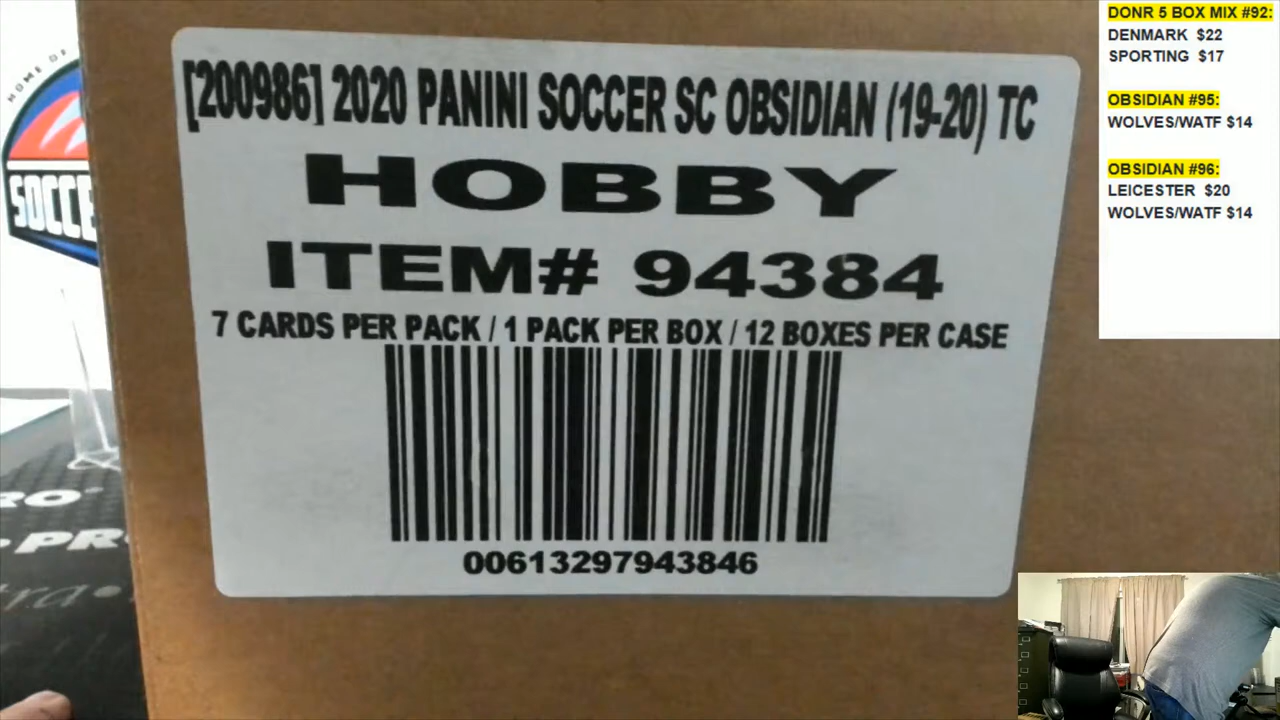 HOME OF
SOCCE
[200986] 2020 PANINI SOCCER SC OBSIDIAN (19-20) TC
HOBBY
ITEM# 94384
7 CARDS PER PACK / 1 PACK PER BOX / 12 BOXES PER CASE
00613297943846
DONR 5 BOX MIX #92:
DENMARK $22
SPORTING $17
OBSIDIAN #95:
WOLVES/WATF $14
OBSIDIAN #96:
LEICESTER $20
WOLVES/WATF $14